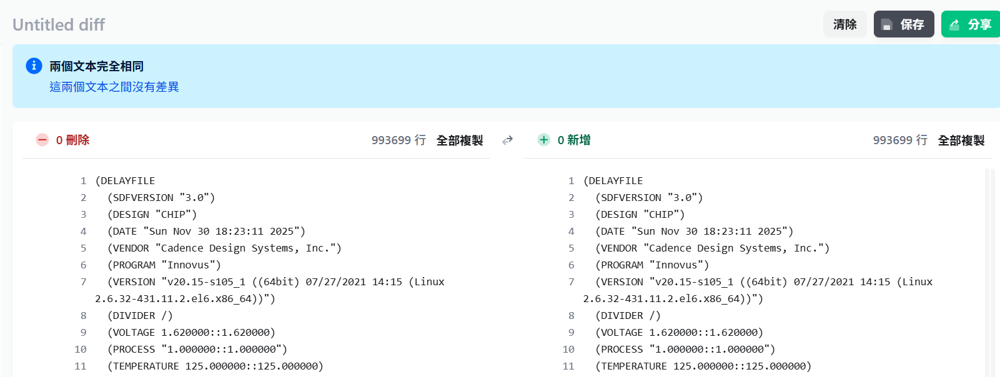 Untitled diff
清除
保存
分享
兩個文本完全相同
這兩個文本之間沒有差異
0 刪除
993699 行 全部複製
0 新增
993699 行 全部複製
1 (DELAYFILE
2 (SDFVERSION "3.0")
3 (DESIGN "CHIP")
4 (DATE "Sun Nov 30 18:23:11 2025")
5 (VENDOR "Cadence Design Systems, Inc.")
6 (PROGRAM "Innovus")
7 (VERSION "v20.15-s105_1 ((64bit) 07/27/2021 14:15 (Linux
2.6.32-431.11.2.el6.x86_64))")
8 (DIVIDER /)
9 (VOLTAGE 1.620000::1.620000)
10 (PROCESS "1.000000::1.000000")
11 (TEMPERATURE 125.000000::125.000000)
1 (DELAYFILE
2 (SDFVERSION "3.0")
3 (DESIGN "CHIP")
4 (DATE "Sun Nov 30 18:23:11 2025")
5 (VENDOR "Cadence Design Systems, Inc.")
6 (PROGRAM "Innovus")
7 (VERSION "v20.15-s105_1 ((64bit) 07/27/2021 14:15 (Linux
2.6.32-431.11.2.el6.x86_64))")
8 (DIVIDER /)
9 (VOLTAGE 1.620000::1.620000)
10 (PROCESS "1.000000::1.000000")
11 (TEMPERATURE 125.000000::125.000000)